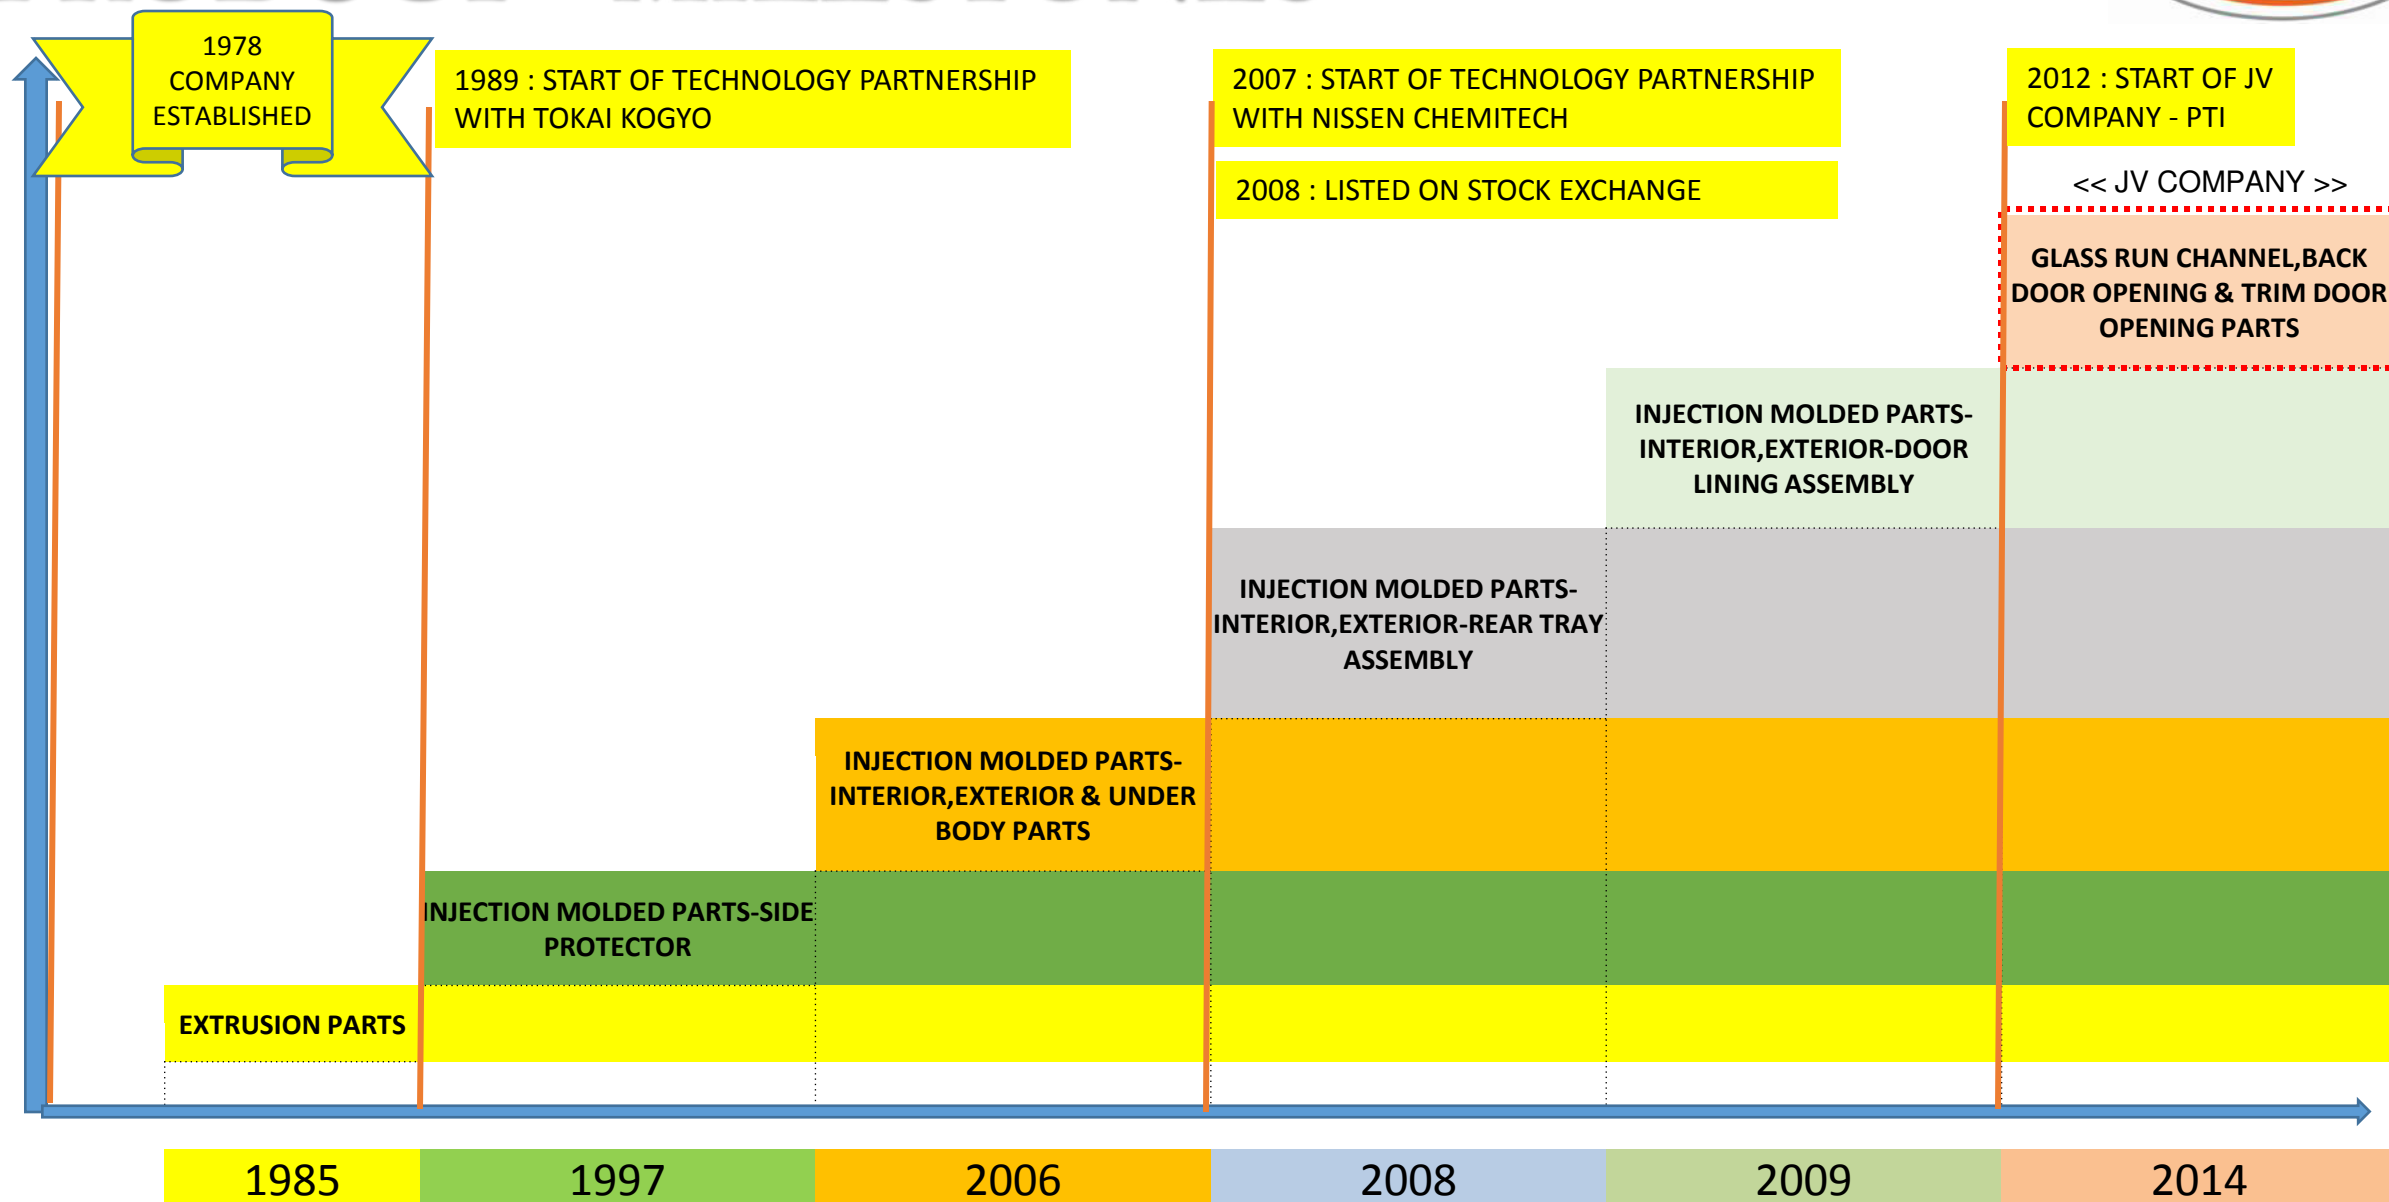 1978
COMPANY
ESTABLISHED
1989 : START OF TECHNOLOGY PARTNERSHIP
WITH TOKAI KOGYO
2007 : START OF TECHNOLOGY PARTNERSHIP
WITH NISSEN CHEMITECH
2008 : LISTED ON STOCK EXCHANGE
2012 : START OF JV
COMPANY - PTI
<< JV COMPANY >>
GLASS RUN CHANNEL,BACK
DOOR OPENING & TRIM DOOR
OPENING PARTS
INJECTION MOLDED PARTS-
INTERIOR,EXTERIOR-DOOR
LINING ASSEMBLY
INJECTION MOLDED PARTS-
INTERIOR,EXTERIOR-REAR TRAY
ASSEMBLY
INJECTION MOLDED PARTS-
INTERIOR,EXTERIOR & UNDER
BODY PARTS
INJECTION MOLDED PARTS-SIDE
PROTECTOR
EXTRUSION PARTS
1985
1997
2006
2008
2009
2014